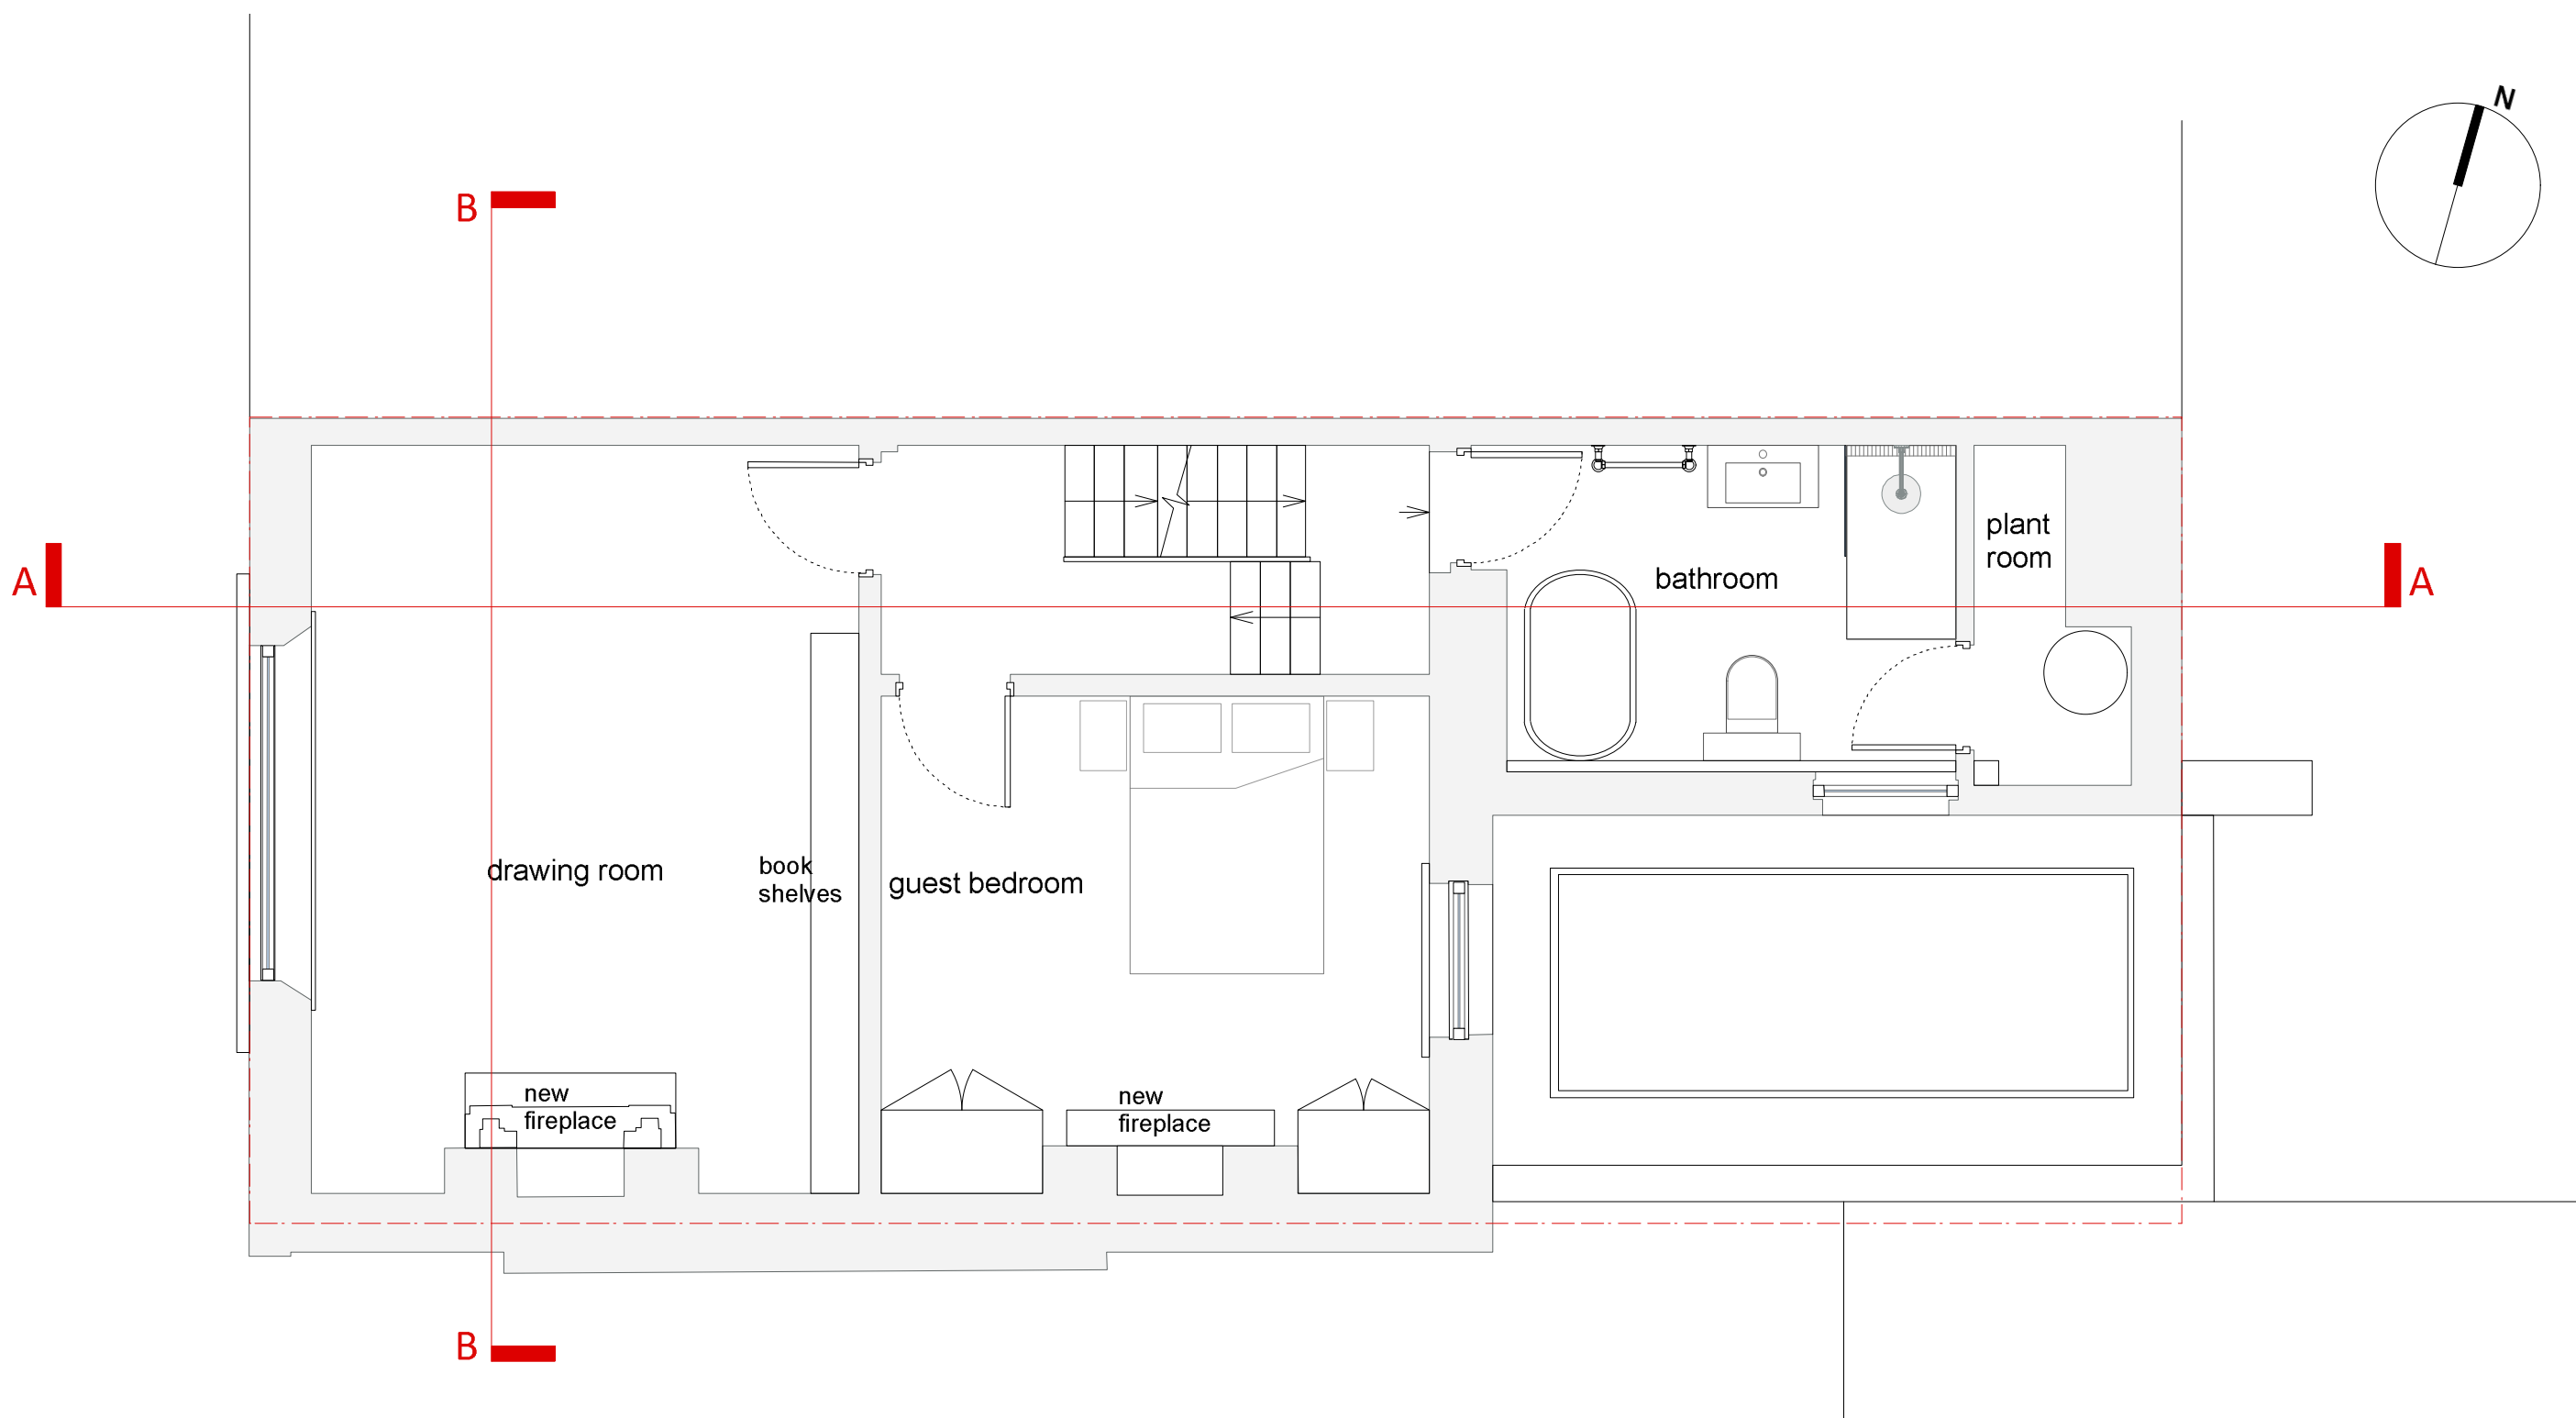 N
B
A
A
plant
room
bathroom
drawing room
book
shelves
guest bedroom
new
fireplace
new
fireplace
B